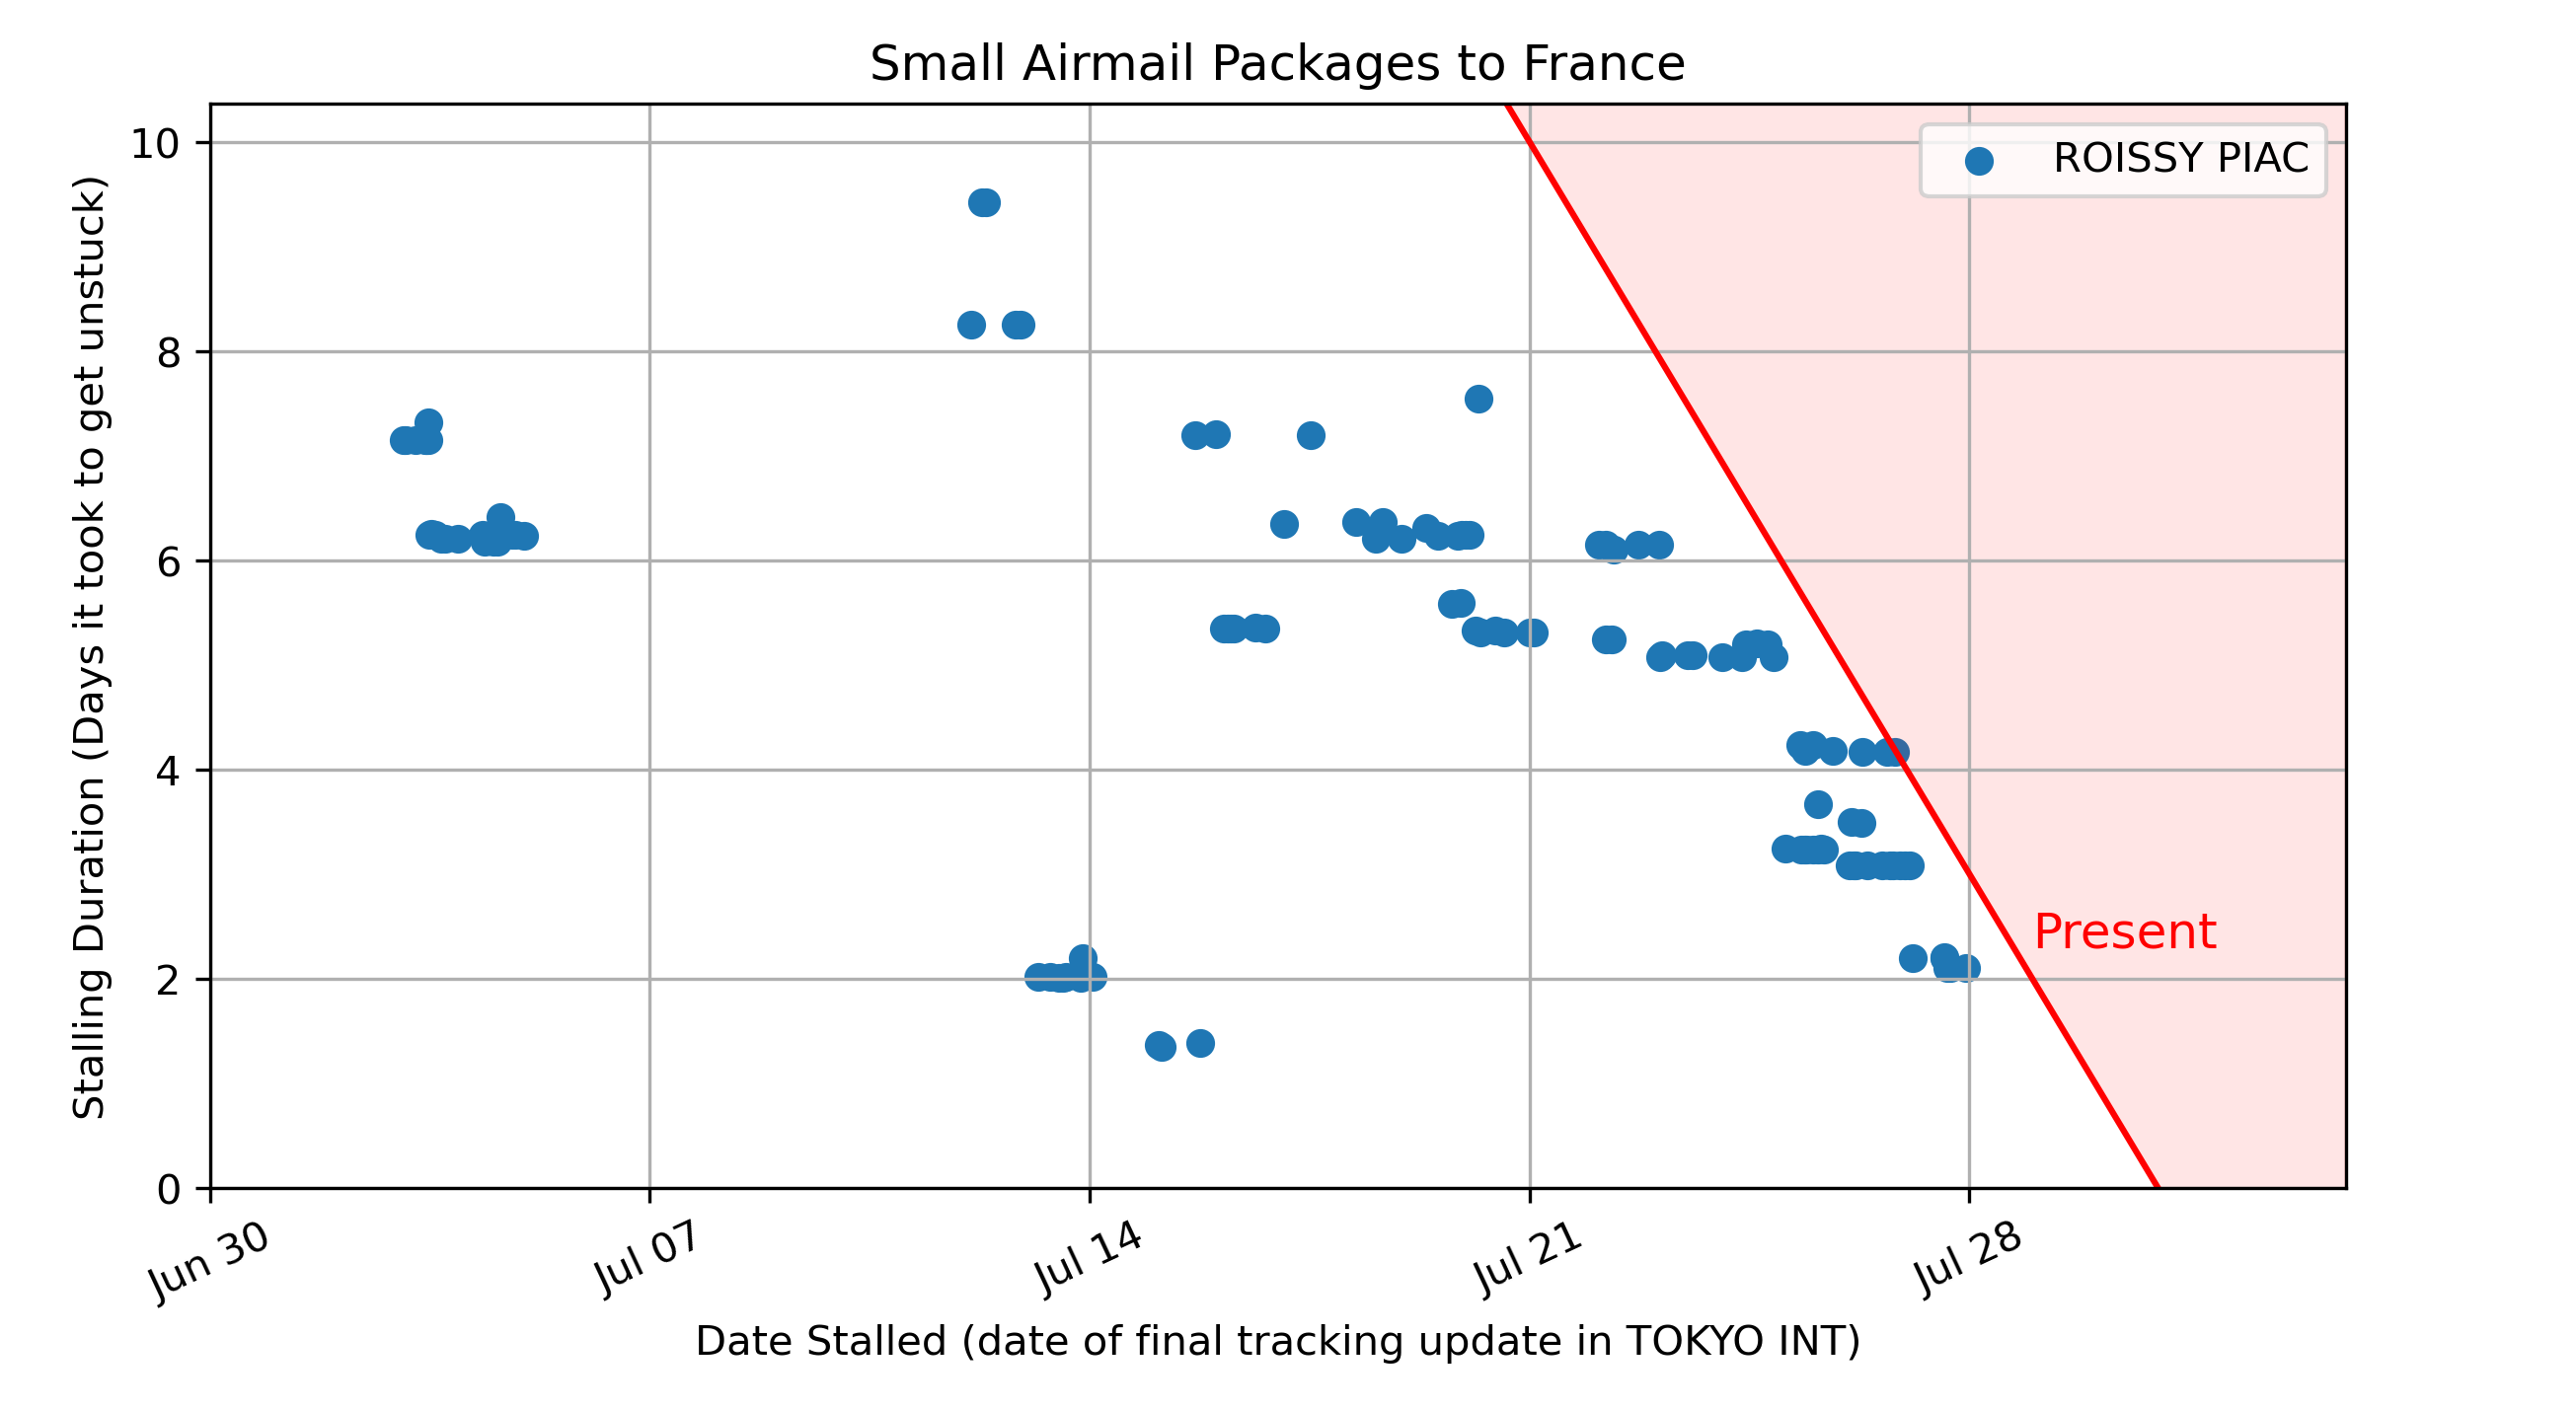 Small Airmail Packages to France
ROISSY PIAC
10
8
6
4
2
0
Stalling Duration (Days it took to get unstuck)
Present
Jun 30
Jul 07
Jul 14
Jul 21
Jul 28
Date Stalled (date of final tracking update in TOKYO INT)